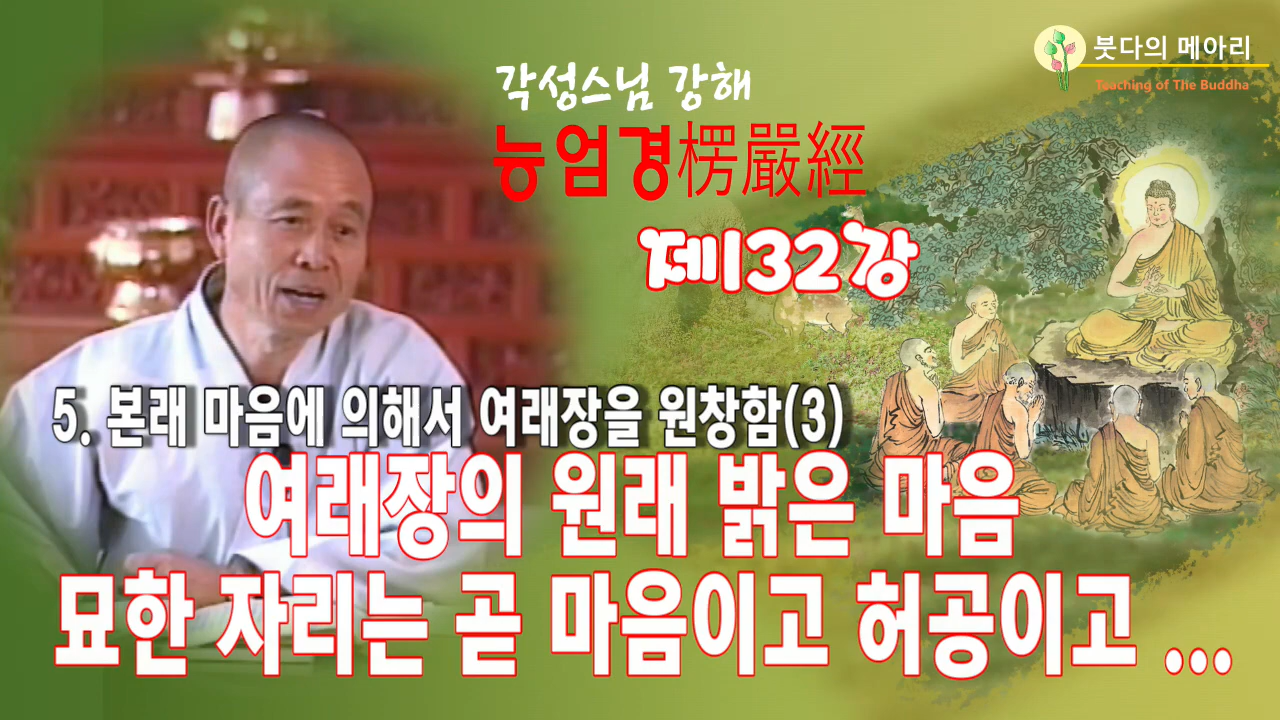 붓다의 메아리
Teaching of The Buddha
각성스님 강해
능엄경楞嚴經
제132강
5. 본래 마음에 의해서 여래장을 원창함(3)
여래장의 원래 밝은 마음
묘한 자리는 곧 마음이고 허공이고 ...